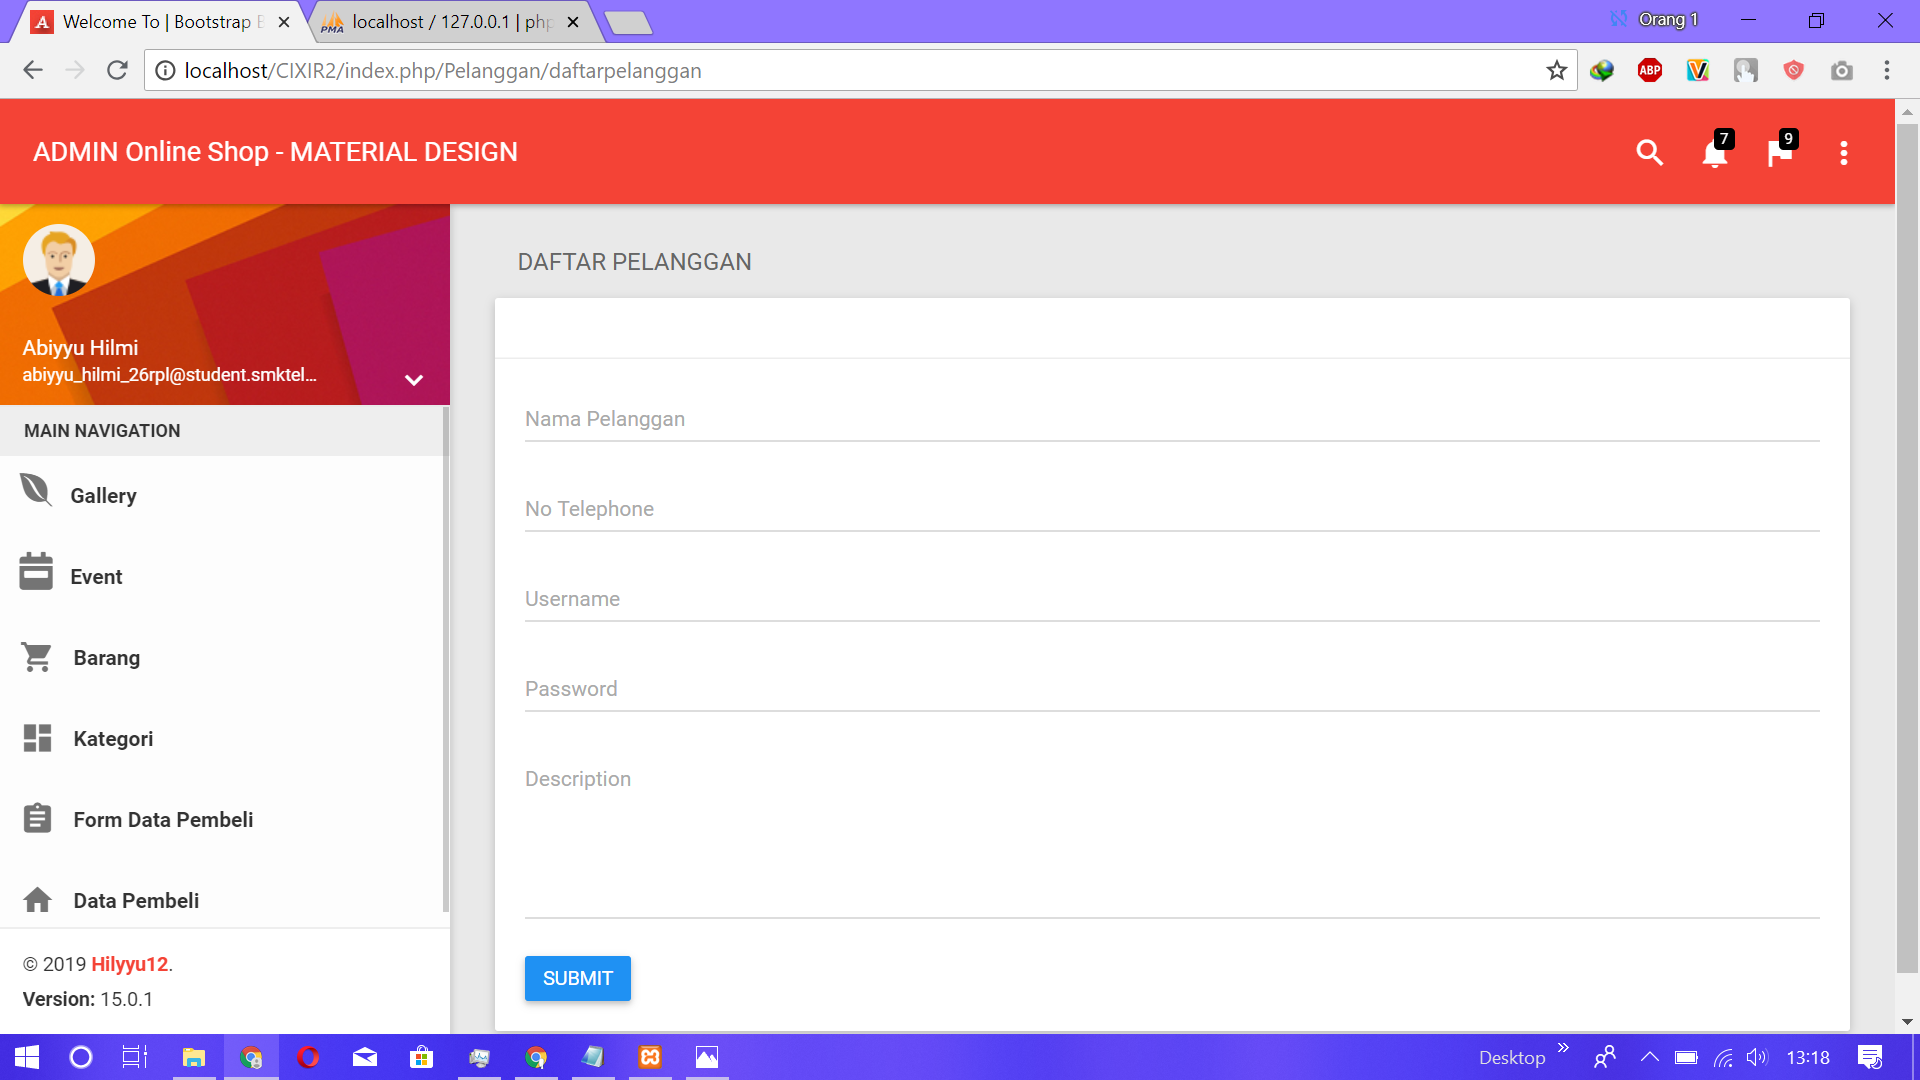 Welcome To | Bootstrap B
localhost / 127.0.0.1 | php
Orang 1
localhost/CIXIR2/index.php/Pelanggan/daftarpelanggan
ABP
ADMIN Online Shop - MATERIAL DESIGN
7
9
Abiyyu Hilmi
abiyyu_hilmi_26rpl@student.smktel...
MAIN NAVIGATION
Gallery
Event
Barang
Kategori
Form Data Pembeli
Data Pembeli
© 2019 Hilyyu12.
Version: 15.0.1
DAFTAR PELANGGAN
Nama Pelanggan
No Telephone
Username
Password
Description
SUBMIT
Desktop
13:18